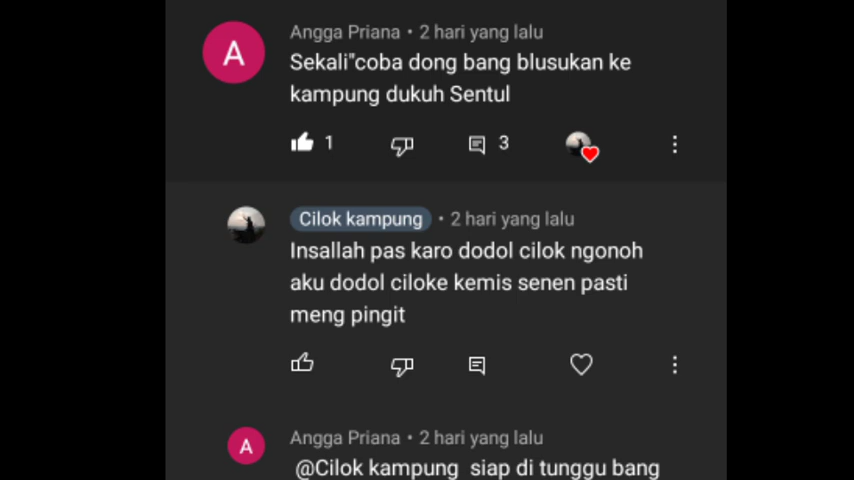 Angga Priana • 2 hari yang lalu
Sekali"coba dong bang blusukan ke
kampung dukuh Sentul
1
3
Cilok kampung • 2 hari yang lalu
Insallah pas karo dodol cilok ngonoh
aku dodol ciloke kemis senen pasti
meng pingit
Angga Priana • 2 hari yang lalu
@Cilok kampung siap di tunggu bang